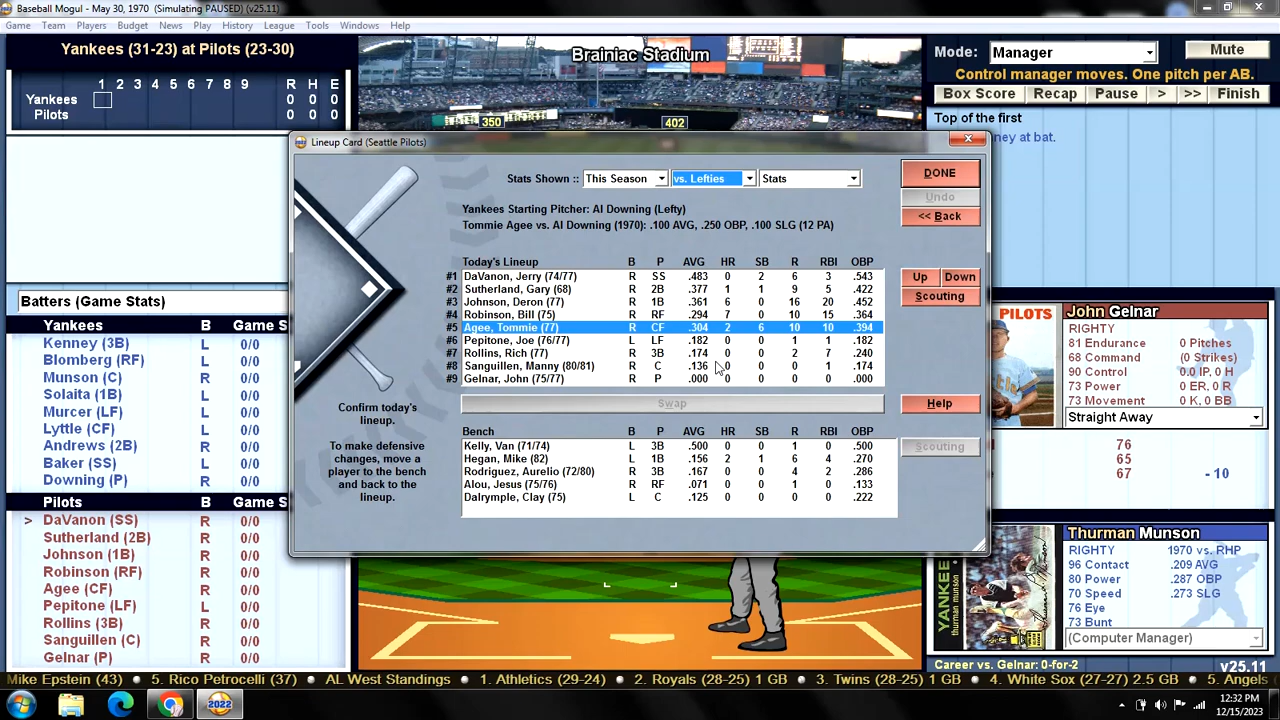 Baseball Mogul - May 30, 1970 (Simulating PAUSED) (v25.11)
Game Team Players Budget News Play History League Tools Windows Help
Yankees (31-23) at Pilots (23-30)
1 2 3 4 5 6 7 8 9 R H E
Yankees 0 0 0
Pilots 0 0 0
Brainiac Stadium
350 402
Mode: Manager Mute
Control manager moves. One pitch per AB.
Box Score Recap Pause > >> Finish
Top of the first
ney at bat.
Lineup Card (Seattle Pilots)
Stats Shown :: This Season vs. Lefties Stats
DONE
Undo
<< Back
Yankees Starting Pitcher: Al Downing (Lefty)
Tommie Agee vs. Al Downing (1970): .100 AVG, .250 OBP, .100 SLG (12 PA)
Today's Lineup B P AVG HR SB R RBI OBP
#1 DaVanon, Jerry (74/77) R SS .483 0 2 6 3 .543
#2 Sutherland, Gary (68) R 2B .377 1 1 9 5 .422
#3 Johnson, Deron (77) R 1B .361 6 0 16 20 .452
#4 Robinson, Bill (75) R RF .294 7 0 10 15 .364
#5 Agee, Tommie (77) R CF .304 2 6 10 10 .394
#6 Pepitone, Joe (76/77) L LF .182 0 0 1 1 .182
#7 Rollins, Rich (77) R 3B .174 0 0 2 7 .240
#8 Sanguillen, Manny (80/81) R C .136 0 0 0 1 .174
#9 Gelnar, John (75/77) R P .000 0 0 0 0 .000
Up Down
Scouting
Swap
Help
Confirm today's
lineup.
To make defensive
changes, move a
player to the bench
and back to the
lineup.
Bench B P AVG HR SB R RBI OBP
Kelly, Van (71/74) L 3B .500 0 0 1 0 .500
Hegan, Mike (82) L 1B .156 2 1 6 4 .270
Rodriguez, Aurelio (72/80) R 3B .167 0 0 4 2 .286
Alou, Jesus (75/76) R RF .071 0 0 1 0 .133
Dalrymple, Clay (75) L C .125 0 0 0 0 .222
Scouting
Batters (Game Stats)
Yankees B Game S
Kenney (3B) L 0/0
Blomberg (RF) L 0/0
Munson (C) R 0/0
Solaita (1B) L 0/0
Murcer (LF) L 0/0
Lyttle (CF) L 0/0
Andrews (2B) R 0/0
Baker (SS) L 0/0
Downing (P) R 0/0
Pilots B Game S
> DaVanon (SS) R 0/0
Sutherland (2B) R 0/0
Johnson (1B) R 0/0
Robinson (RF) R 0/0
Agee (CF) R 0/0
Pepitone (LF) L 0/0
Rollins (3B) R 0/0
Sanguillen (C) R 0/0
Gelnar (P) R 0/0
PILOTS
John Gelnar
RIGHTY
81 Endurance (0 Pitches)
68 Command (0 Strikes)
90 Control 0.0 IP, 0 H
73 Power 0 ER, 0 R
73 Movement 0 K, 0 BB
Straight Away
76
65
67 - 10
YANKEES
thurman munson
Thurman Munson
RIGHTY 1970 vs. RHP
96 Contact .209 AVG
80 Power .287 OBP
70 Speed .273 SLG
76 Eye
73 Bunt
(Computer Manager)
Career vs. Gelnar: 0-for-2
v25.11
Mike Epstein (43) • 5. Rico Petrocelli (37) • AL West Standings • 1. Athletics (29-24) • 2. Royals (28-25) 1 GB • 3. Twins (28-25) 1 GB • 4. White Sox (27-27) 2.5 GB • 5. Angels
2022
12:32 PM
12/15/2023